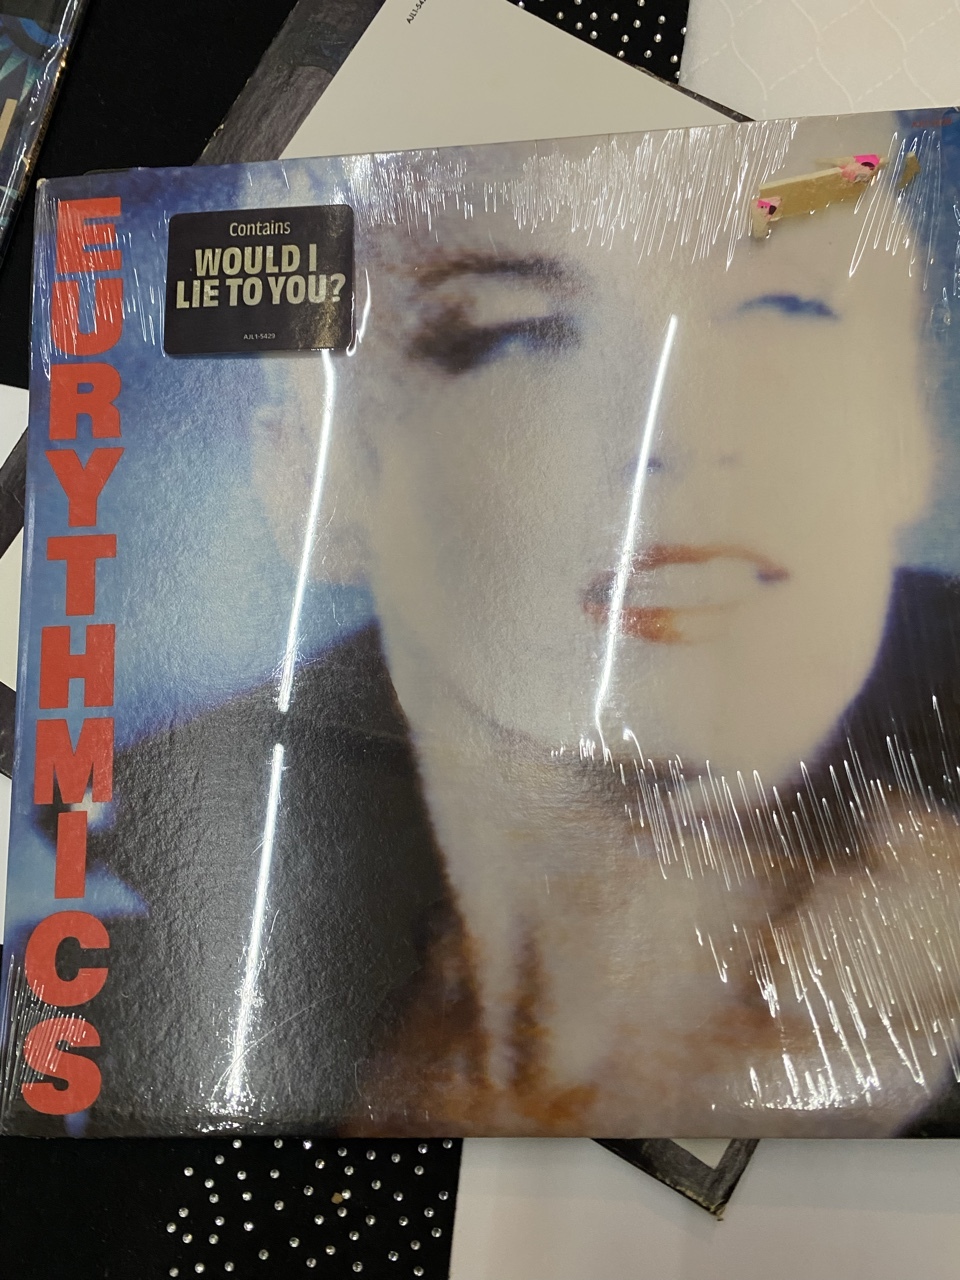 EURYTHMICS
Contains
WOULD I
LIE TO YOU?
AJL1-5429